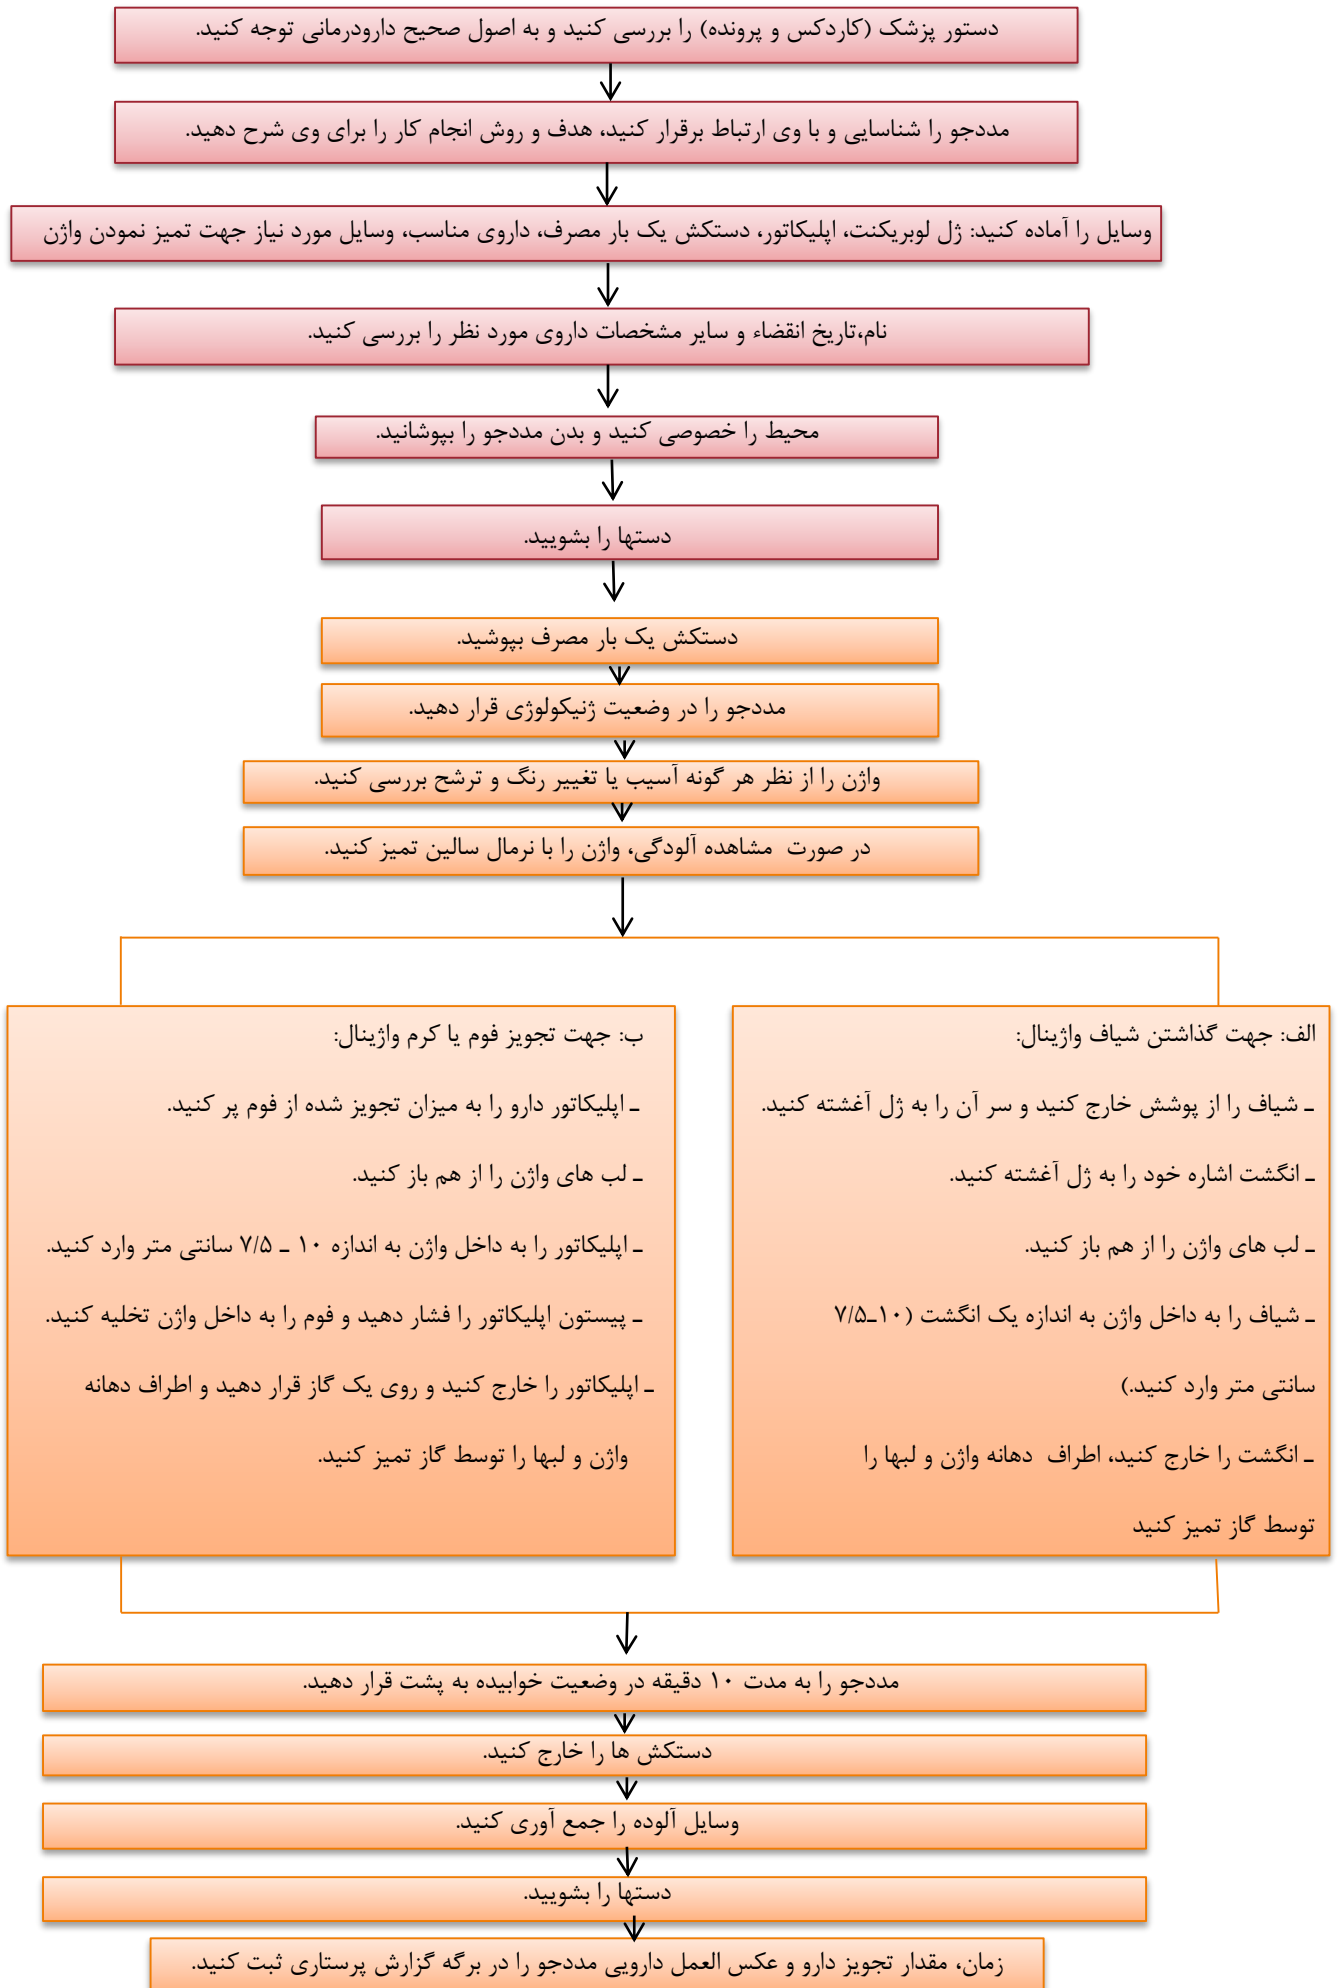 دستور پزشک (کاردکس و پرونده) را بررسی کنید و به اصول صحیح دارودرمانی توجه کنید.
مددجو را شناسایی و با وی ارتباط برقرار کنید، هدف و روش انجام کار را برای وی شرح دهید.
وسایل را آماده کنید: ژل لوبریکنت، اپلیکاتور، دستکش یک بار مصرف، داروی مناسب، وسایل مورد نیاز جهت تمیز نمودن واژن
نام،تاریخ انقضاء و سایر مشخصات داروی مورد نظر را بررسی کنید.
محیط را خصوصی کنید و بدن مددجو را بپوشانید.
دستها را بشویید.
دستکش یک بار مصرف بپوشید.
مددجو را در وضعیت ژنیکولوژی قرار دهید.
واژن را از نظر هر گونه آسیب یا تغییر رنگ و ترشح بررسی کنید.
در صورت مشاهده آلودگی، واژن را با نرمال سالین تمیز کنید.
الف: جهت گذاشتن شیاف واژینال:
ـ شیاف را از پوشش خارج کنید و سر آن را به ژل آغشته کنید.
ـ انگشت اشاره خود را به ژل آغشته کنید.
ـ لب های واژن را از هم باز کنید.
ـ شیاف را به داخل واژن به اندازه یک انگشت (۱۰ـ۷/۵
سانتی متر وارد کنید.)
ـ انگشت را خارج کنید، اطراف دهانه واژن و لبها را
توسط گاز تمیز کنید
ب: جهت تجویز فوم یا کرم واژینال:
ـ اپلیکاتور دارو را به میزان تجویز شده از فوم پر کنید.
ـ لب های واژن را از هم باز کنید.
ـ اپلیکاتور را به داخل واژن به اندازه ۱۰ ـ ۷/۵ سانتی متر وارد کنید.
ـ پیستون اپلیکاتور را فشار دهید و فوم را به داخل واژن تخلیه کنید.
ـ اپلیکاتور را خارج کنید و روی یک گاز قرار دهید و اطراف دهانه
واژن و لبها را توسط گاز تمیز کنید.
مددجو را به مدت ۱۰ دقیقه در وضعیت خوابیده به پشت قرار دهید.
دستکش ها را خارج کنید.
وسایل آلوده را جمع آوری کنید.
دستها را بشویید.
زمان، مقدار تجویز دارو و عکس العمل دارویی مددجو را در برگه گزارش پرستاری ثبت کنید.